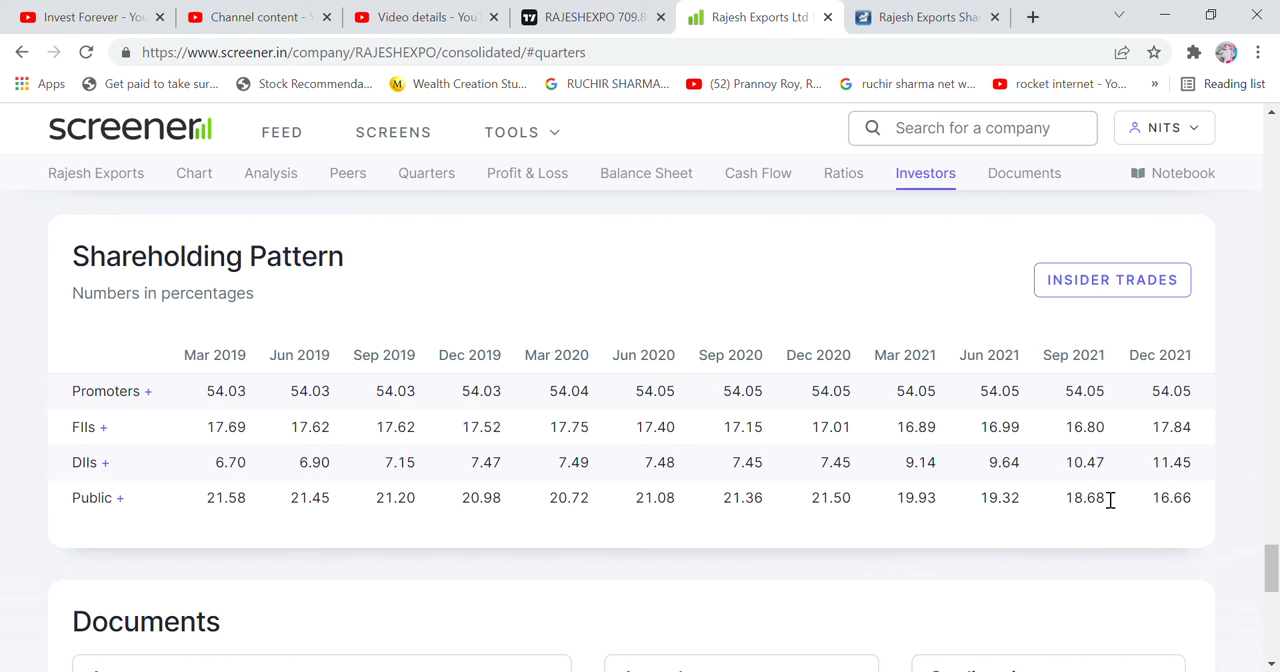 Invest Forever - You
Channel content - Y
Video details - YouT
RAJESHEXPO 709.8
Rajesh Exports Ltd
Rajesh Exports Shar
https://www.screener.in/company/RAJESHEXPO/consolidated/#quarters
Apps
Get paid to take sur...
Stock Recommenda...
Wealth Creation Stu...
RUCHIR SHARMA...
(52) Prannoy Roy, R...
ruchir sharma net w...
rocket internet - Yo...
»
Reading list
screener
FEED
SCREENS
TOOLS
Search for a company
NITS
Rajesh Exports
Chart
Analysis
Peers
Quarters
Profit & Loss
Balance Sheet
Cash Flow
Ratios
Investors
Documents
Notebook
Shareholding Pattern
Numbers in percentages
INSIDER TRADES
Mar 2019 Jun 2019 Sep 2019 Dec 2019 Mar 2020 Jun 2020 Sep 2020 Dec 2020 Mar 2021 Jun 2021 Sep 2021 Dec 2021
Promoters + 54.03 54.03 54.03 54.03 54.04 54.05 54.05 54.05 54.05 54.05 54.05 54.05
FIIs + 17.69 17.62 17.62 17.52 17.75 17.40 17.15 17.01 16.89 16.99 16.80 17.84
DIIs + 6.70 6.90 7.15 7.47 7.49 7.48 7.45 7.45 9.14 9.64 10.47 11.45
Public + 21.58 21.45 21.20 20.98 20.72 21.08 21.36 21.50 19.93 19.32 18.68 16.66
Documents